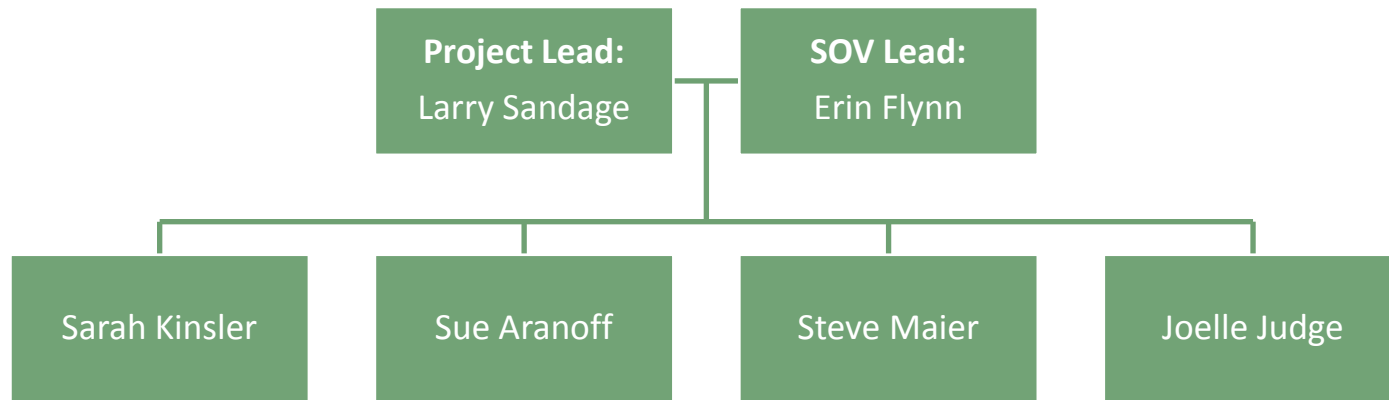 Project Lead:
Larry Sandage
SOV Lead:
Erin Flynn
Sarah Kinsler
Sue Aranoff
Steve Maier
Joelle Judge